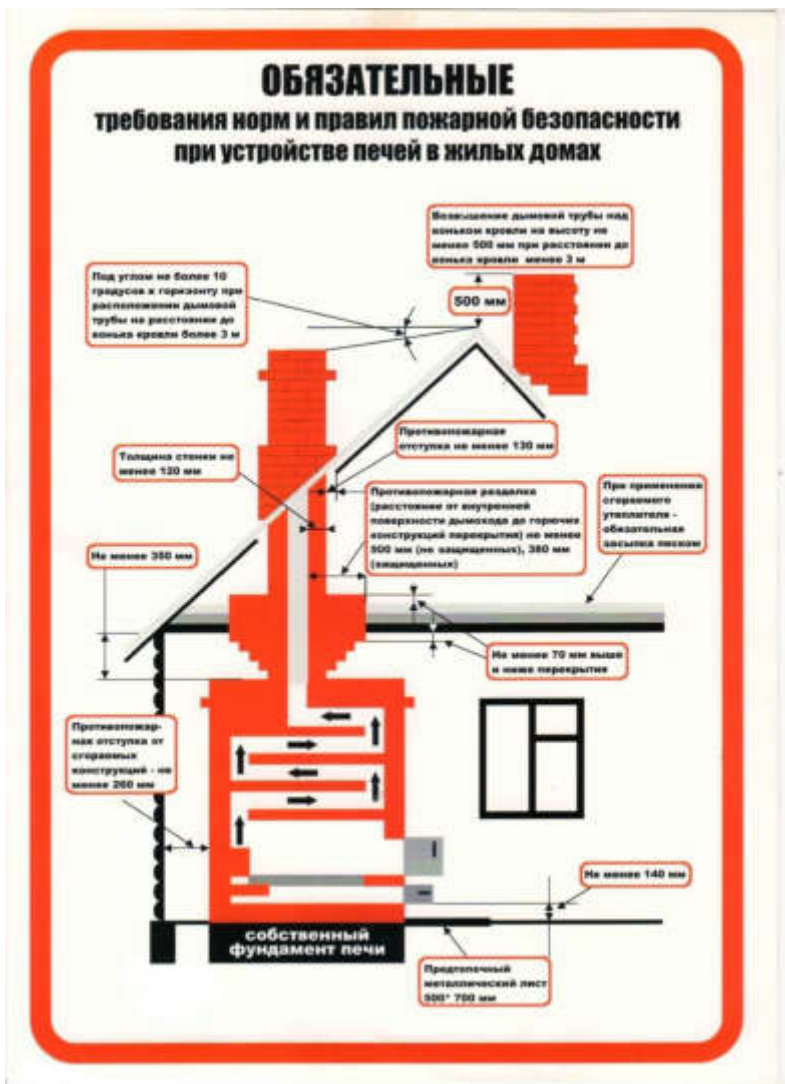 ОБЯЗАТЕЛЬНЫЕ
требования норм и правил пожарной безопасности
при устройстве печей в жилых домах
Возвышение дымовой трубы над
коньком кровли на высоту не
менее 500 мм при расстоянии до
конька кровли менее 3 м
Под углом не более 10
градусов к горизонту при
расположении дымовой
трубы на расстоянии до
конька кровли более 3 м
500 мм
Противопожарная
отступка не менее 130 мм
Толщина стенки не
менее 120 мм
Противопожарная разделка
(расстояние от внутренней
поверхности дымохода до горючих
конструкций перекрытия) не менее
500 мм (не защищенных), 380 мм
(защищенных)
При применении
сгораемого
утеплителя -
обязательная
засыпка песком
Не менее 350 мм
Не менее 70 мм выше
и ниже перекрытия
Противопожар-
ная отступка от
сгораемых
конструкций - не
менее 260 мм
Не менее 140 мм
собственный
фундамент печи
Предтопочный
металлический лист
500* 700 мм